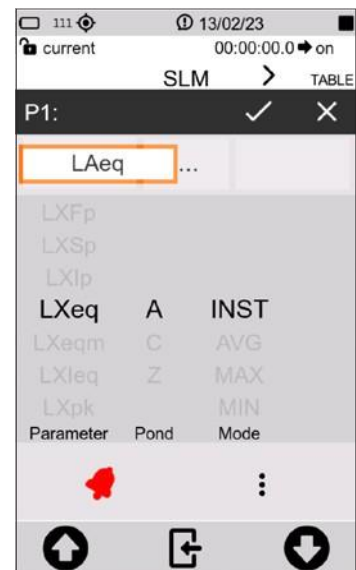 111 13/02/23
current 00:00:00.0 on
SLM > TABLE
P1:
LAeq ...
LXFp
LXSp
LXIp
LXeq A INST
LXeqm C AVG
LXIeq Z MAX
LXpk MIN
Parameter Pond Mode